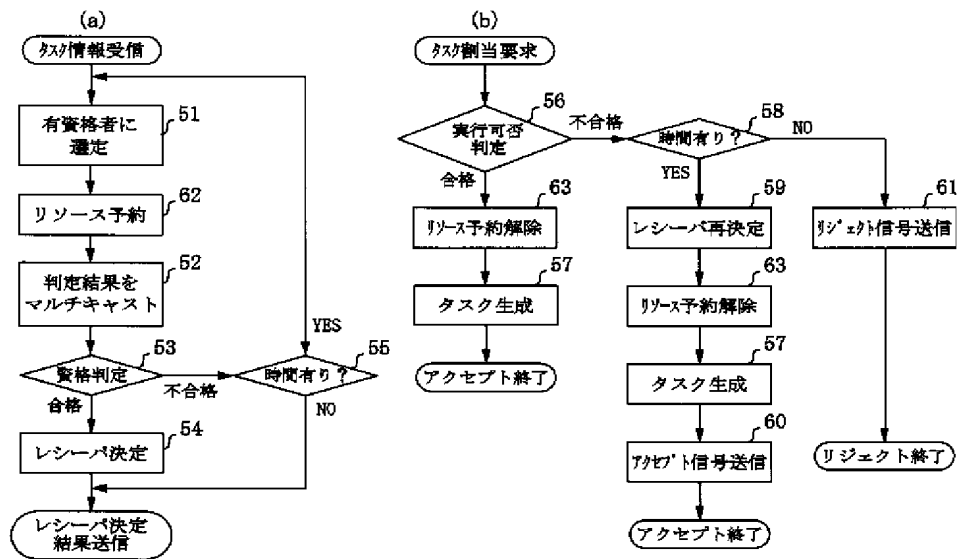 (a)
タスク情報受信
有資格者に
選定
51
リソース予約
62
判定結果を
マルチキャスト
52
資格判定
53
不合格
合格
時間有り?
55
YES
NO
レシーバ決定
54
レシーバ決定
結果送信
(b)
タスク割当要求
実行可否
判定
56
不合格
合格
リソース予約解除
63
タスク生成
57
アクセプト終了
時間有り?
58
NO
YES
レシーバ再決定
59
リソース予約解除
63
タスク生成
57
アクセプト信号送信
60
アクセプト終了
リジェクト信号送信
61
リジェクト終了